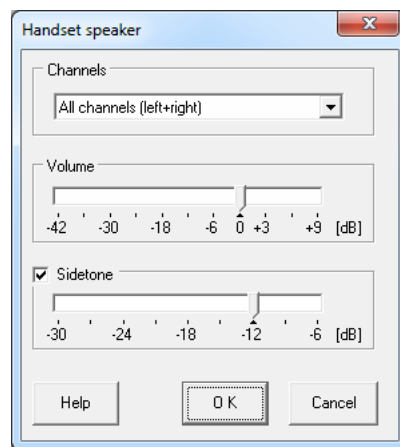 Handset speaker
Channels
All channels (left+right)
Volume
-42 -30 -18 -6 0 +3 +9 [dB]
Sidetone
-30 -24 -18 -12 -6 [dB]
Help OK Cancel